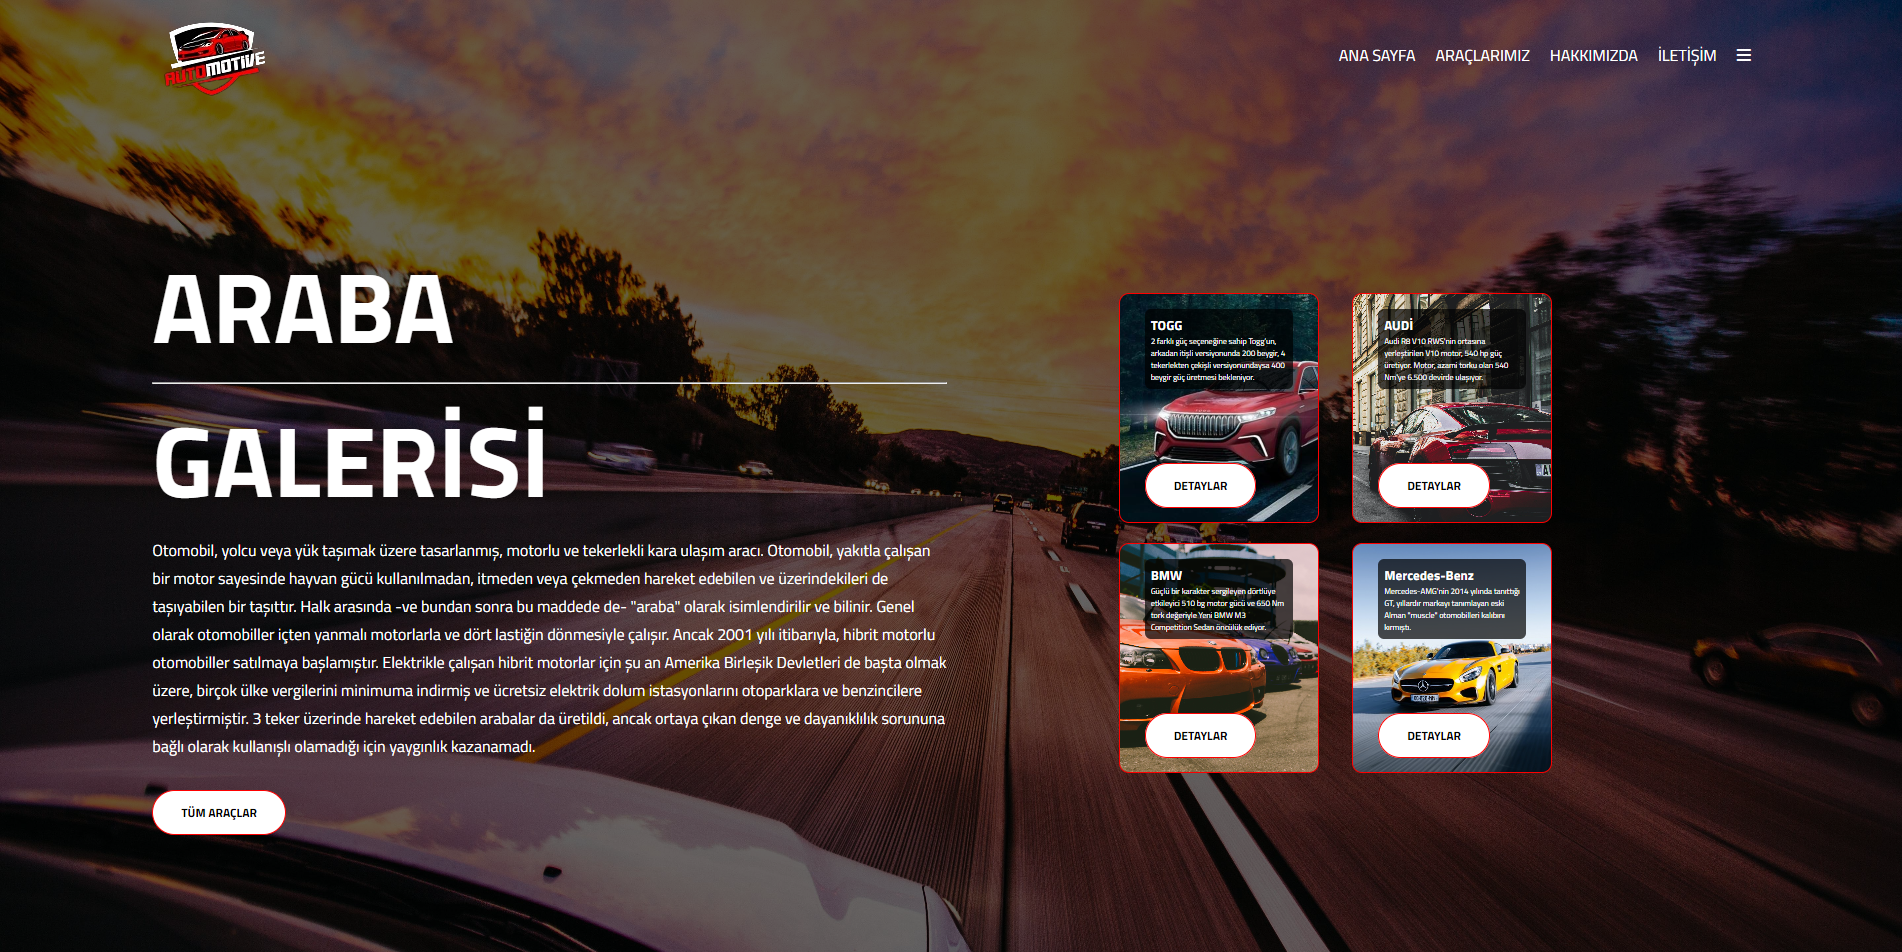 AUTOMOTIVE
ANA SAYFA ARAÇLARIMIZ HAKKIMIZDA İLETİŞİM
ARABA
GALERİSİ
Otomobil, yolcu veya yük taşımak üzere tasarlanmış, motorlu ve tekerlekli kara ulaşım aracı. Otomobil, yakıtla çalışan
bir motor sayesinde hayvan gücü kullanılmadan, itmeden veya çekmeden hareket edebilen ve üzerindekileri de
taşıyabilen bir taşıttır. Halk arasında -ve bundan sonra bu maddede de- "araba" olarak isimlendirilir ve bilinir. Genel
olarak otomobiller içten yanmalı motorlarla ve dört lastiğin dönmesiyle çalışır. Ancak 2001 yılı itibarıyla, hibrit motorlu
otomobiller satılmaya başlamıştır. Elektrikle çalışan hibrit motorlar için şu an Amerika Birleşik Devletleri de başta olmak
üzere, birçok ülke vergilerini minimuma indirmiş ve ücretsiz elektrik dolum istasyonlarını otoparklara ve benzincilere
yerleştirmiştir. 3 teker üzerinde hareket edebilen arabalar da üretildi, ancak ortaya çıkan denge ve dayanıklılık sorununa
bağlı olarak kullanışlı olamadığı için yaygınlık kazanamadı.
TÜM ARAÇLAR
TOGG
2 farklı güç seçeneğine sahip Togg'un,
arkadan itişli versiyonunda 200 beygir, 4
tekerlekten çekişli versiyonundaysa 400
beygir güç üretmesi bekleniyor.
DETAYLAR
AUDİ
Audi R8 V10 RWS'nin ortasına
yerleştirilen V10 motor, 540 hp güç
üretiyor. Motor, azami torku olan 540
Nm'ye 6.500 devirde ulaşıyor.
DETAYLAR
BMW
Güçlü bir karakter sergileyen dörtlüye
etkileyici 510 bg motor gücü ve 650 Nm
tork değeriyle Yeni BMW M3
Competition Sedan öncülük ediyor.
DETAYLAR
Mercedes-Benz
Mercedes-AMG'nin 2014 yılında tanıttığı
GT, yıllardır markayı tanımlayan eski
Alman "muscle" otomobilleri kalıbını
kırmıştı.
DETAYLAR